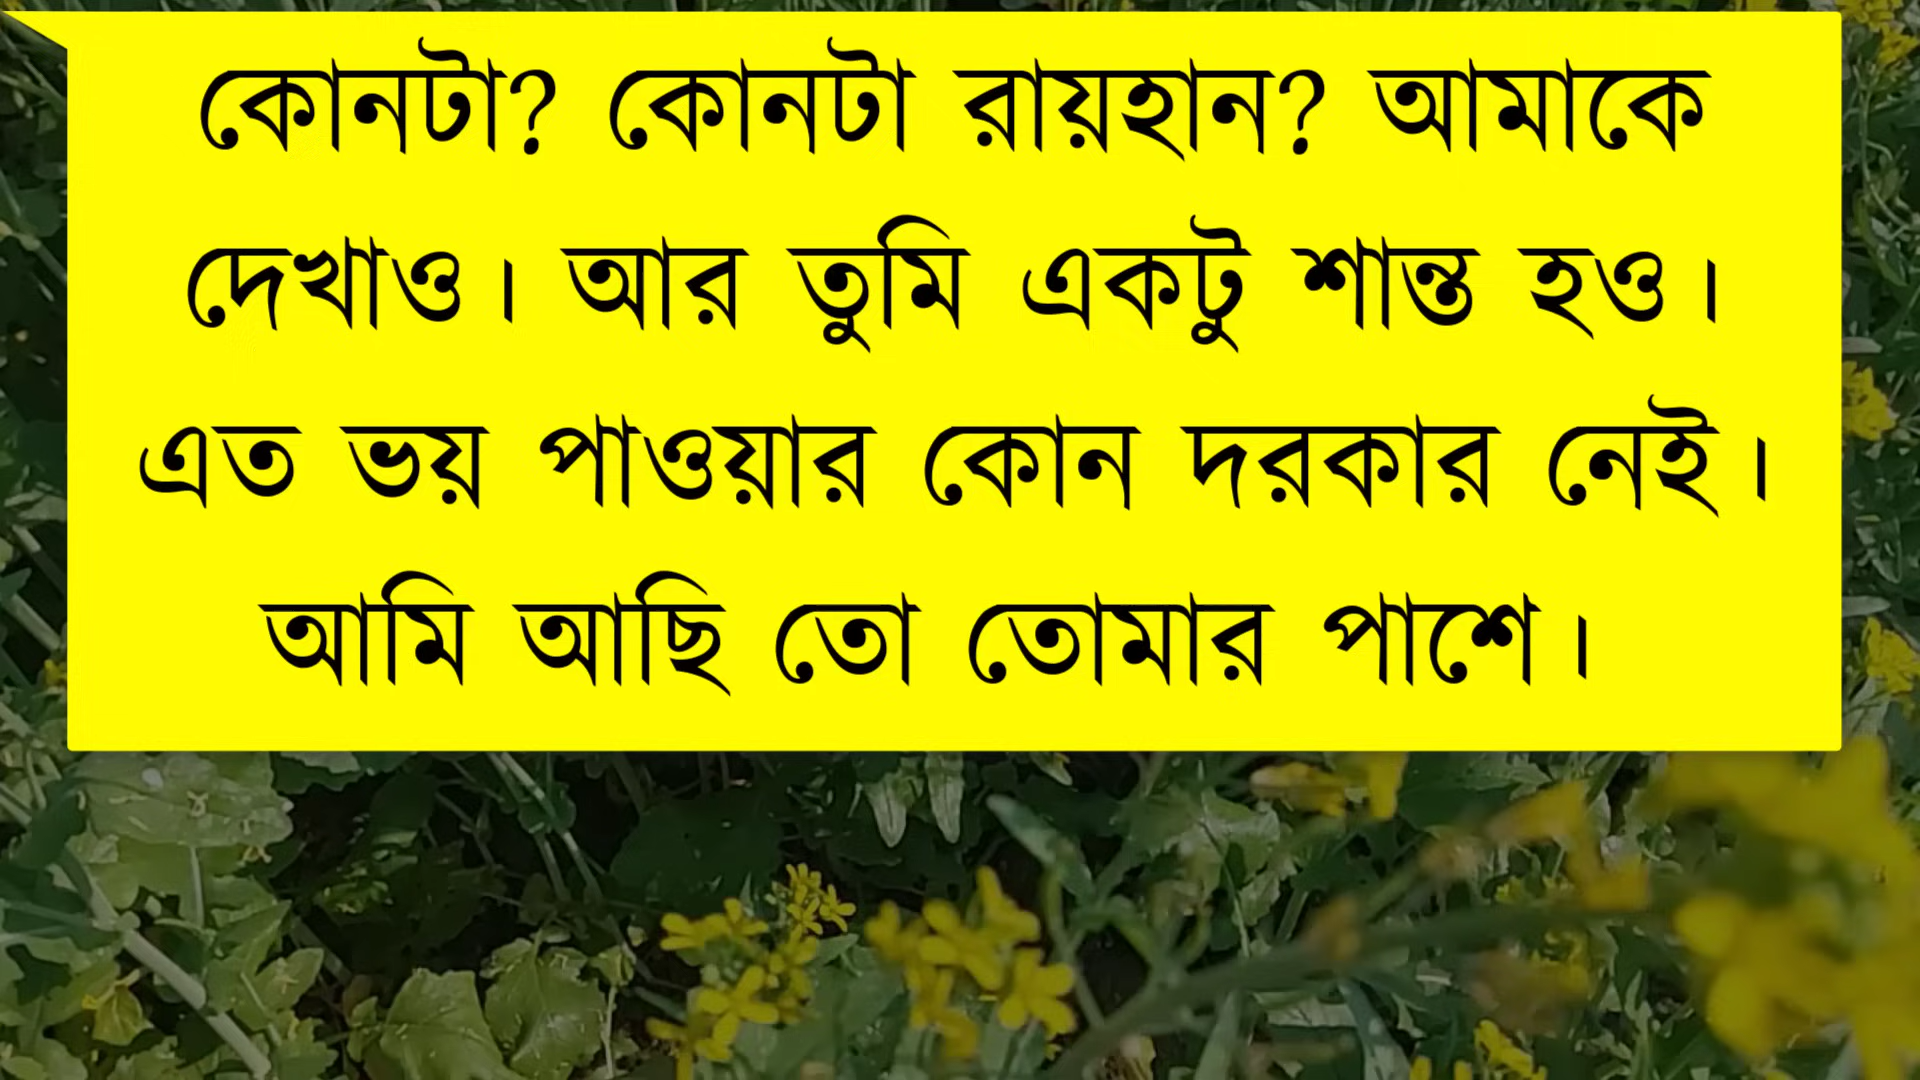 কোনটা? কোনটা রায়হান? আমাকে
দেখাও। আর তুমি একটু শান্ত হও।
এত ভয় পাওয়ার কোন দরকার নেই।
আমি আছি তো তোমার পাশে।